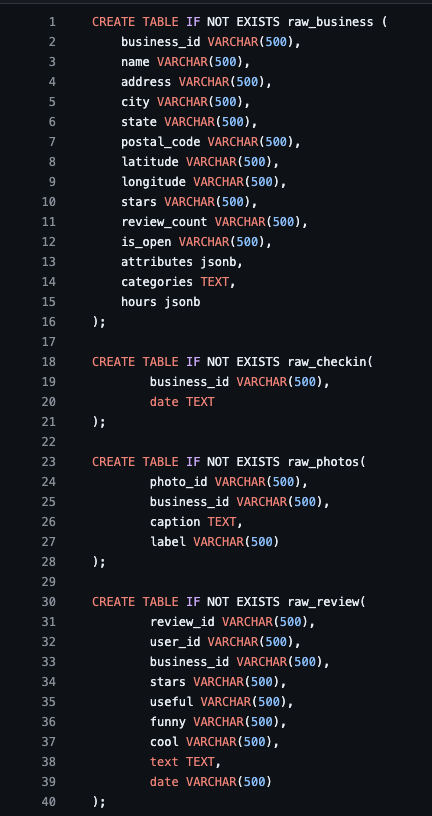 1 CREATE TABLE IF NOT EXISTS raw_business (
2 business_id VARCHAR(500),
3 name VARCHAR(500),
4 address VARCHAR(500),
5 city VARCHAR(500),
6 state VARCHAR(500),
7 postal_code VARCHAR(500),
8 latitude VARCHAR(500),
9 longitude VARCHAR(500),
10 stars VARCHAR(500),
11 review_count VARCHAR(500),
12 is_open VARCHAR(500),
13 attributes jsonb,
14 categories TEXT,
15 hours jsonb
16 );
17
18 CREATE TABLE IF NOT EXISTS raw_checkin(
19 business_id VARCHAR(500),
20 date TEXT
21 );
22
23 CREATE TABLE IF NOT EXISTS raw_photos(
24 photo_id VARCHAR(500),
25 business_id VARCHAR(500),
26 caption TEXT,
27 label VARCHAR(500)
28 );
29
30 CREATE TABLE IF NOT EXISTS raw_review(
31 review_id VARCHAR(500),
32 user_id VARCHAR(500),
33 business_id VARCHAR(500),
34 stars VARCHAR(500),
35 useful VARCHAR(500),
36 funny VARCHAR(500),
37 cool VARCHAR(500),
38 text TEXT,
39 date VARCHAR(500)
40 );